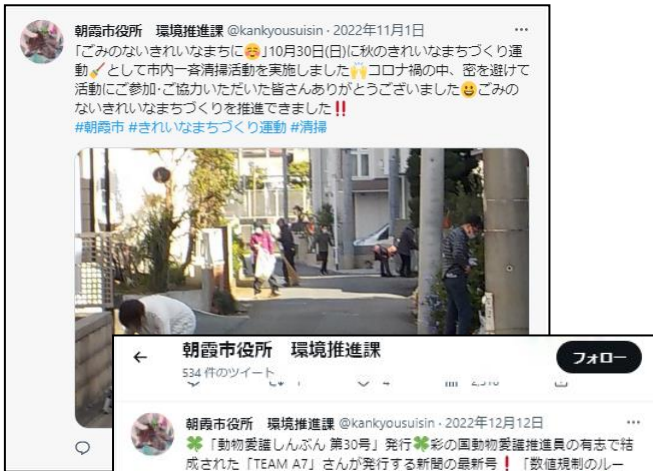 朝霞市役所　環境推進課 @kankyousuisin · 2022年11月1日 …
「ごみのないきれいなまちに😊」10月30日(日)に秋のきれいなまちづくり運
動🧹として市内一斉清掃活動を実施しました🙌コロナ禍の中、密を避けて
活動にご参加・ご協力いただいた皆さんありがとうございました😃ごみの
ないきれいなまちづくりを推進できました‼
#朝霞市 #きれいなまちづくり運動 #清掃
← 朝霞市役所　環境推進課 フォロー
534 件のツイート
朝霞市役所　環境推進課 @kankyousuisin · 2022年12月12日 …
🍀「動物愛護しんぶん 第30号」発行🍀彩の国動物愛護推進員の有志で結
成された「TEAM A7」さんが発行する新聞の最新号❗「数値規制のルー